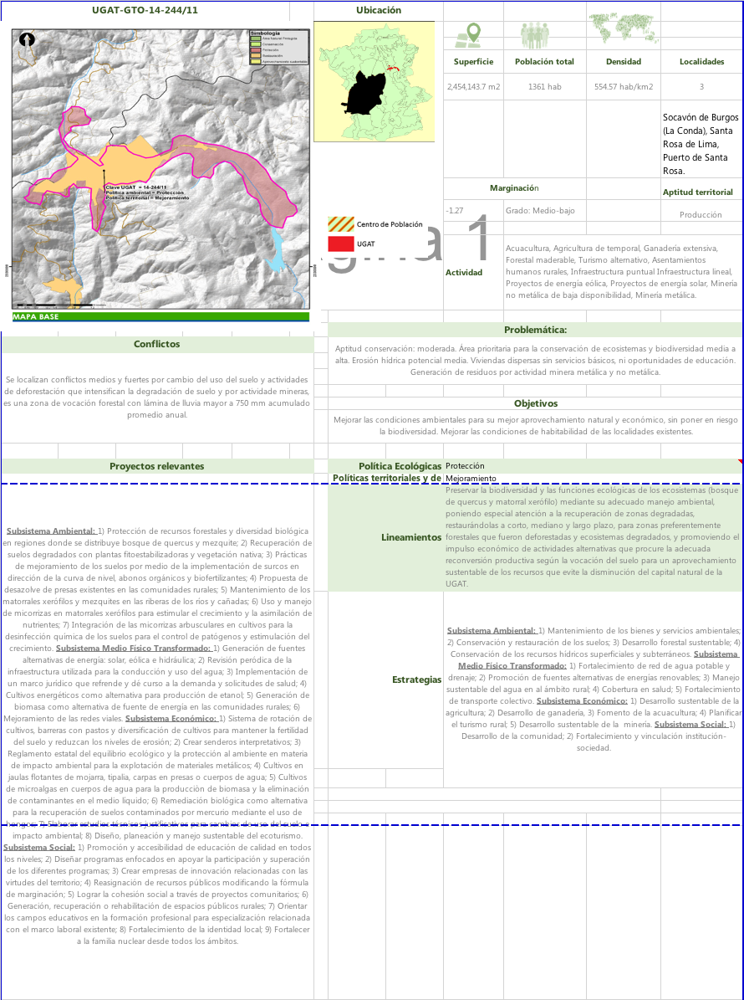 UGAT-GTO-14-244/11
Ubicación
Simbología
Área Natural Protegida
Conservación
Protección
Restauración
Aprovechamiento sustentable
Clave UGAT = 14-244/11
Política ambiental = Protección
Política territorial = Mejoramiento
MAPA BASE
Centro de Población
UGAT
Página 1
Superficie
Población total
Densidad
Localidades
2,454,143.7 m2
1361 hab
554.57 hab/km2
3
Socavón de Burgos
(La Conda), Santa
Rosa de Lima,
Puerto de Santa
Rosa.
Marginación
Aptitud territorial
-1.27
Grado: Medio-bajo
Producción
Actividad
Acuacultura, Agricultura de temporal, Ganadería extensiva,
Forestal maderable, Turismo alternativo, Asentamientos
humanos rurales, Infraestructura puntual Infraestructura lineal,
Proyectos de energía eólica, Proyectos de energía solar, Minería
no metálica de baja disponibilidad, Minería metálica.
Conflictos
Se localizan conflictos medios y fuertes por cambio del uso del suelo y actividades
de deforestación que intensifican la degradación de suelo y por actividade mineras,
es una zona de vocación forestal con lámina de lluvia mayor a 750 mm acumulado
promedio anual.
Problemática:
Aptitud conservación: moderada. Área prioritaria para la conservación de ecosistemas y biodiversidad media a
alta. Erosión hídrica potencial media. Viviendas dispersas sin servicios básicos, ni oportunidades de educación.
Generación de residuos por actividad minera metálica y no metálica.
Objetivos
Mejorar las condiciones ambientales para su mejor aprovechamiento natural y económico, sin poner en riesgo
la biodiversidad. Mejorar las condiciones de habitabilidad de las localidades existentes.
Proyectos relevantes
Subsistema Ambiental: 1) Protección de recursos forestales y diversidad biológica
en regiones donde se distribuye bosque de quercus y mezquite; 2) Recuperación de
suelos degradados con plantas fitoestabilizadoras y vegetación nativa; 3) Prácticas
de mejoramiento de los suelos por medio de la implementación de surcos en
dirección de la curva de nivel, abonos orgánicos y biofertilizantes; 4) Propuesta de
desazolve de presas existentes en las comunidades rurales; 5) Mantenimiento de los
matorrales xerófilos y mezquites en las riberas de los rios y cañadas; 6) Uso y manejo
de micorrizas en matorrales xerófilos para estimular el crecimiento y la asimilación de
nutrientes; 7) Integración de las micorrizas arbusculares en cultivos para la
desinfección química de los suelos para el control de patógenos y estimulación del
crecimiento. Subsistema Medio Físico Transformado: 1) Generación de fuentes
alternativas de energía: solar, eólica e hidráulica; 2) Revisión peródica de la
infraestructura utilizada para la conducción y uso del agua; 3) Implementación de
un marco jurídico que refrende y dé curso a la demanda y solicitudes de salud; 4)
Cultivos energéticos como alternativa para producción de etanol; 5) Generación de
biomasa como alternativa de fuente energia en las comunidades rurales; 6)
Mejoramiento de las redes viales. Subsistema Económico: 1) Sistema de rotación de
cultivos, barreras con pastos y diversificación de cultivos para mantener la fertilidad
del suelo y reduzcan los niveles de erosión; 2) Crear senderos interpretativos; 3)
Reglamento estatal del equilibrio ecológico y la protección al ambiente en materia
de impacto ambiental para la explotación de materiales metálicos; 4) Cultivos en
jaulas flotantes de mojarra, tipalia, carpas en presas o cuerpos de agua; 5) Cultivos
de microalgas en cuerpos de agua para la producción de biomasa y la eliminación
de contaminantes en el medio líquido; 6) Remediación biológica como alternativa
para la recuperación de suelos contaminados por mercurio mediante el uso de
hongos; 7) Elaborar estudios técnicos justificativos para cambios de uso del suelo e
impacto ambiental; 8) Diseño, planeación y manejo sustentable del ecoturismo.
Subsistema Social: 1) Promoción y accesibilidad de educación de calidad en todos
los niveles; 2) Diseñar programas enfocados en apoyar la participación y superación
de los diferentes programas; 3) Crear empresas de innovación relacionadas con las
virtudes del territorio; 4) Reasignación de recursos públicos modificando la fórmula
de marginación; 5) Lograr la cohesión social a través de proyectos comunitarios; 6)
Generación, recuperación o rehabilitación de espacios públicos rurales; 7) Orientar
los campos educativos en la formación profesional para especialización relacionada
con el marco laboral existente; 8) Fortalecimiento de la identidad local; 9) Fortalecer
a la familia nuclear desde todos los ámbitos.
Política Ecológicas
Protección
Políticas territoriales y de
Mejoramiento
Lineamientos
Preservar la biodiversidad y las funciones ecológicas de los ecosistemas (bosque
de quercus y matorral xerófilo) mediante su adecuado manejo ambiental,
poniendo especial atención a la recuperación de zonas degradadas,
restaurándolas a corto, mediano y largo plazo, para zonas preferentemente
forestales que fueron deforestadas y ecosistemas degradados, y promoviendo el
impulso económico de actividades alternativas que procure la adecuada
reconversión productiva según la vocación del suelo para un aprovechamiento
sustentable de los recursos que evite la disminución del capital natural de la
UGAT.
Estrategias
Subsistema Ambiental: 1) Mantenimiento de los bienes y servicios ambientales;
2) Conservación y restauración de los suelos; 3) Desarrollo forestal sustentable; 4)
Conservación de los recursos hídricos superficiales y subterráneos. Subsistema
Medio Físico Transformado: 1) Fortalecimiento de red de agua potable y
drenaje; 2) Promoción de fuentes alternativas de energías renovables; 3) Manejo
sustentable del agua en al ámbito rural; 4) Cobertura en salud; 5) Fortalecimiento
de transporte colectivo. Subsistema Económico: 1) Desarrollo sustentable de la
agricultura; 2) Desarrollo de ganaderia, 3) Fomento de la acuacultura; 4) Planificar
el turismo rural; 5) Desarrollo sustentable de la minería. Subsistema Social: 1)
Desarrollo de la comunidad; 2) Fortalecimiento y vinculación institución-
sociedad.